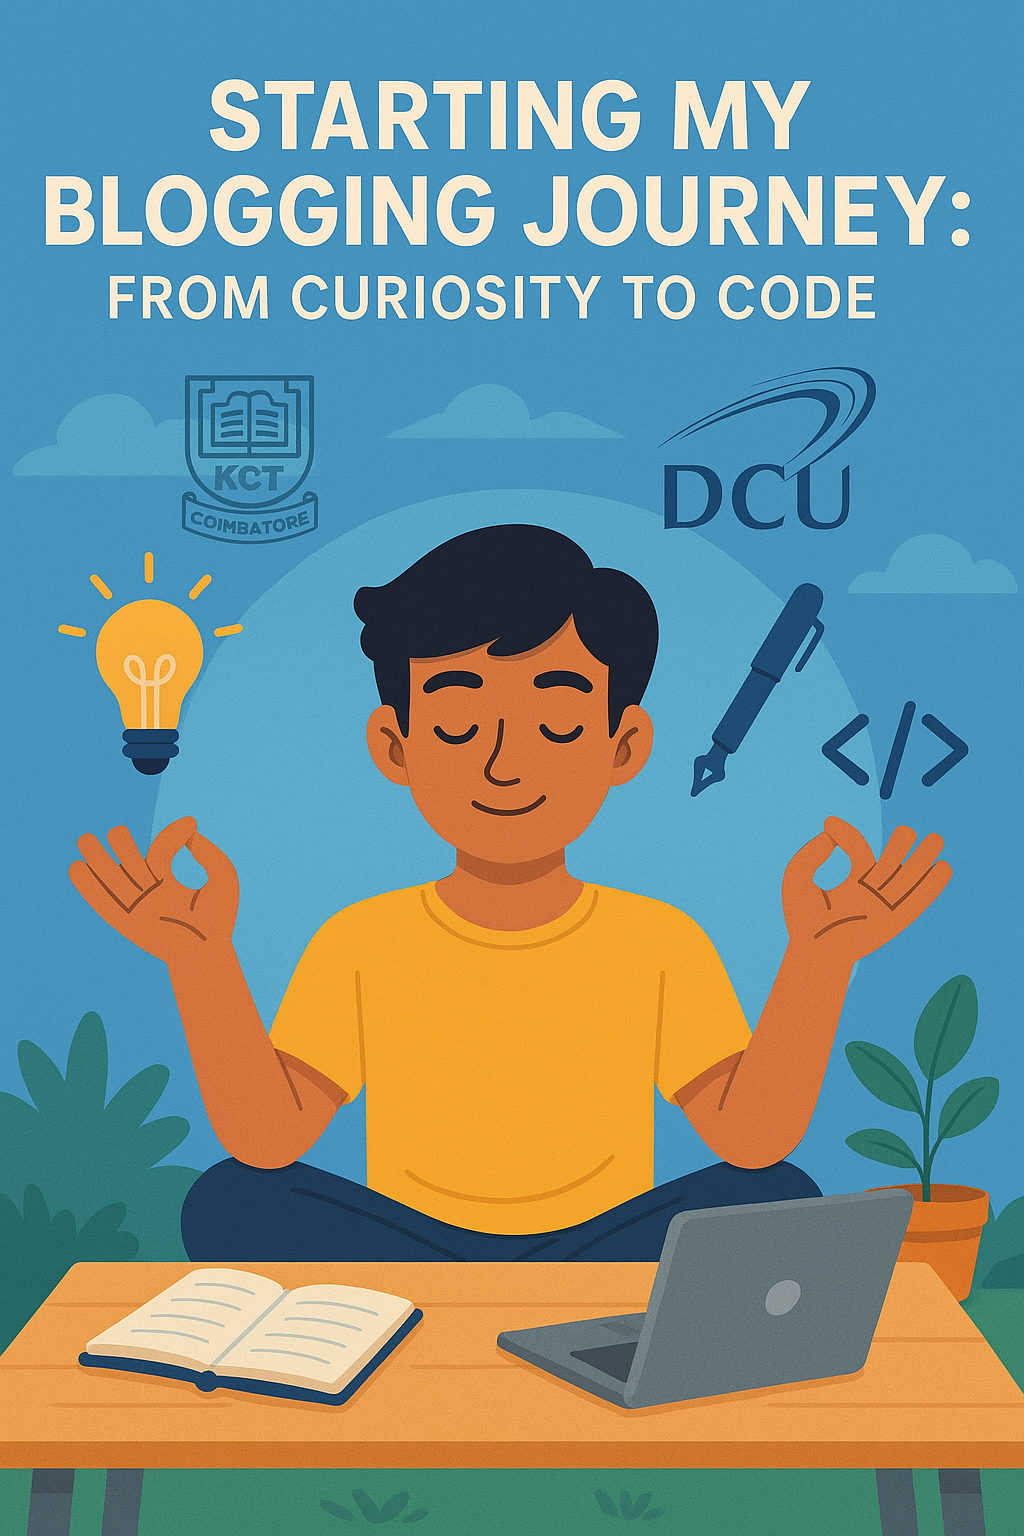 STARTING MY
BLOGGING JOURNEY:
FROM CURIOSITY TO CODE
KCT
COIMBATORE
DCU
</>